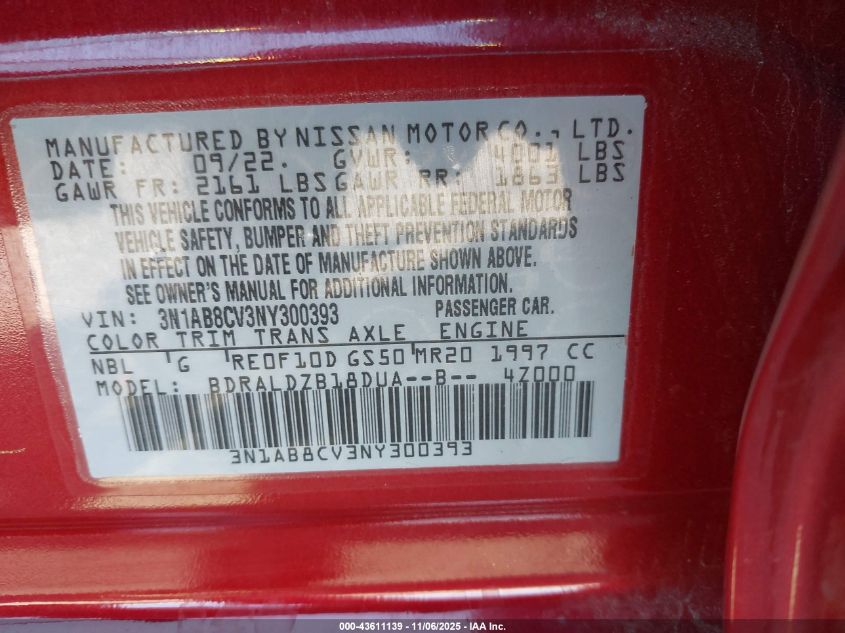 MANUFACTURED BY NISSAN MOTOR CO., LTD.
DATE: 09/22. GVWR: 4001 LBS
GAWR FR: 2161 LBS GAWR RR: 1863 LBS
THIS VEHICLE CONFORMS TO ALL APPLICABLE FEDERAL MOTOR
VEHICLE SAFETY, BUMPER AND THEFT PREVENTION STANDARDS
IN EFFECT ON THE DATE OF MANUFACTURE SHOWN ABOVE.
SEE OWNER'S MANUAL FOR ADDITIONAL INFORMATION.
VIN: 3N1AB8CV3NY300393 PASSENGER CAR.
COLOR TRIM TRANS AXLE ENGINE
NBL G RE0F10D GS50 MR20 1997 CC
MODEL: BDRALDZB18DUA--B-- 4Z000
3N1AB8CV3NY300393
000-43611139 - 11/06/2025 - IAA Inc.